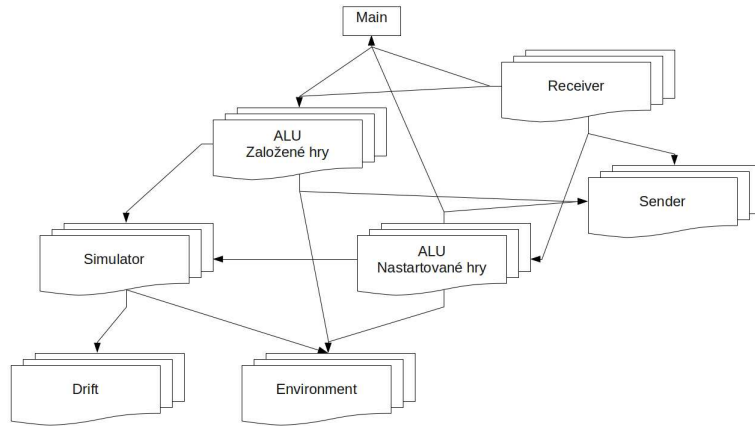 Main
Receiver
ALU
Založené hry
Sender
Simulator
ALU
Nastartované hry
Drift
Environment